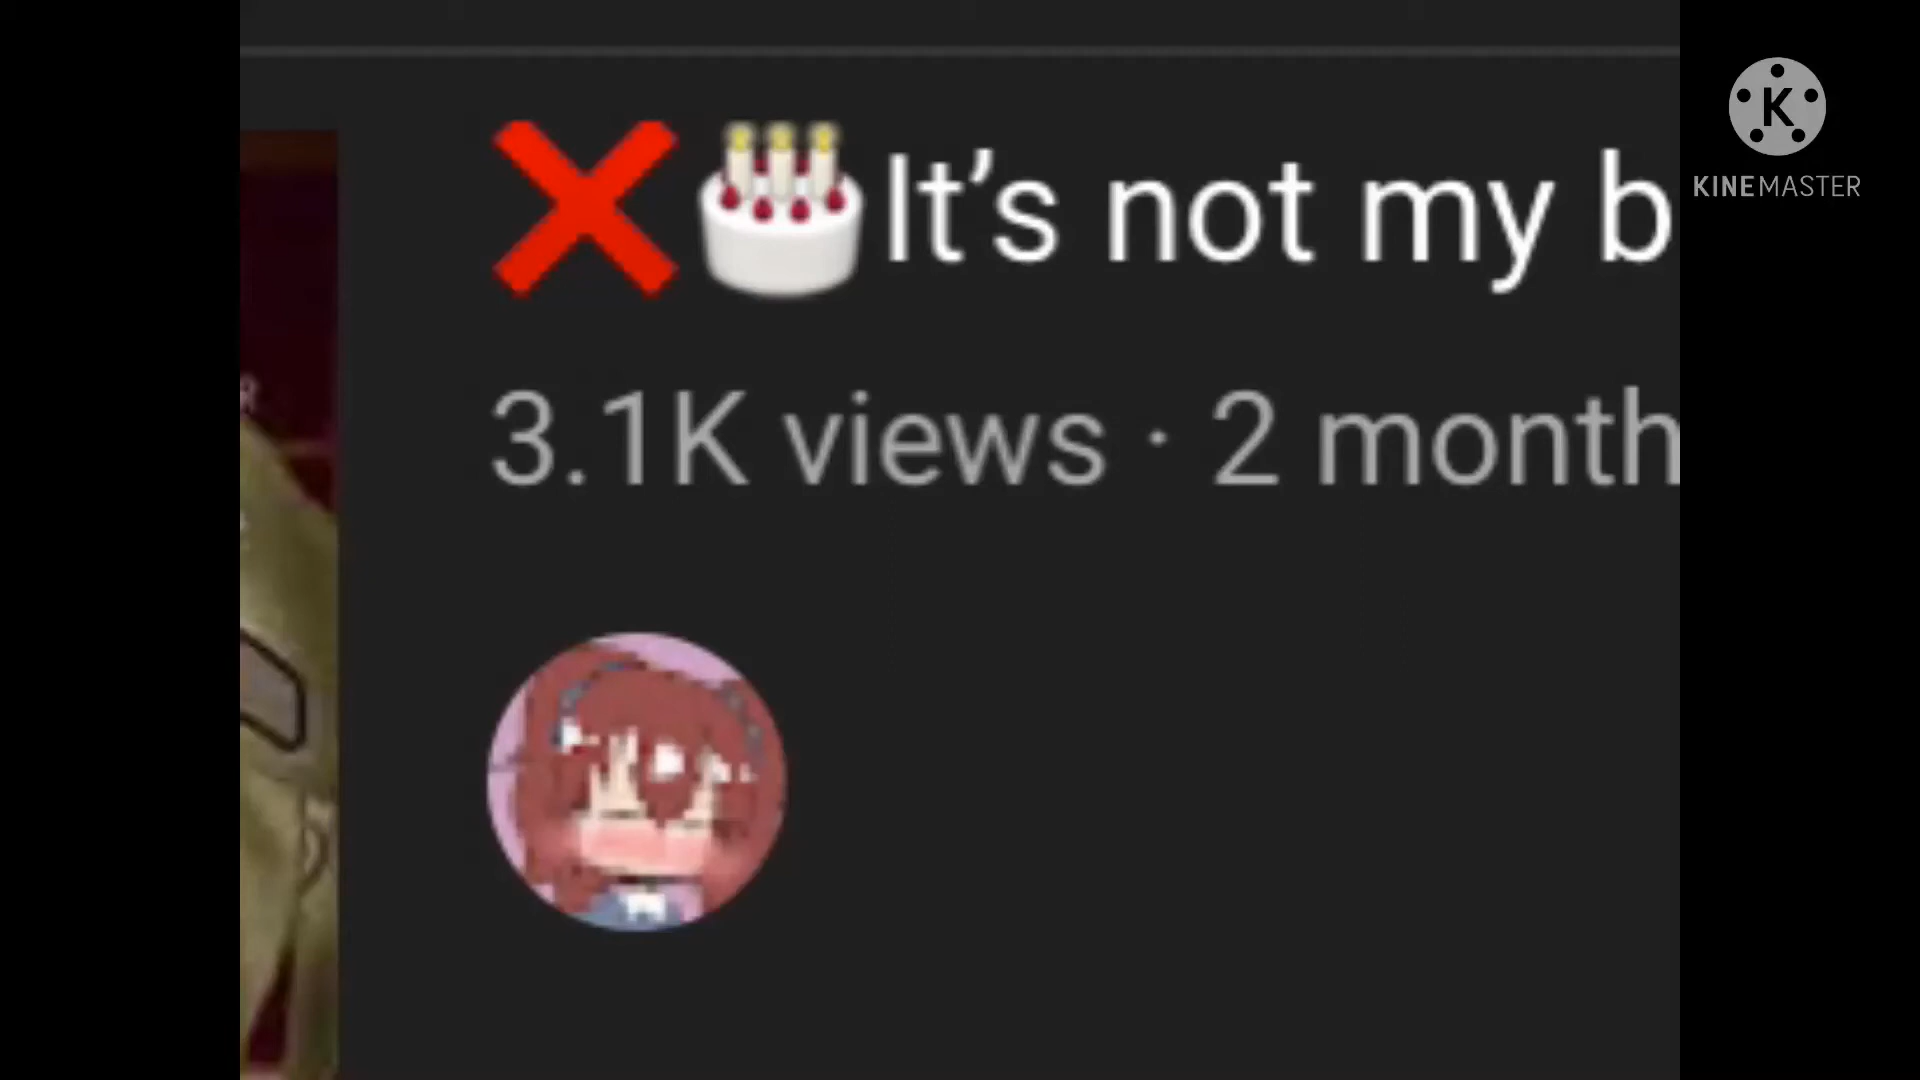 ❌🎂It’s not my b
3.1K views · 2 month
K
KINEMASTER
R